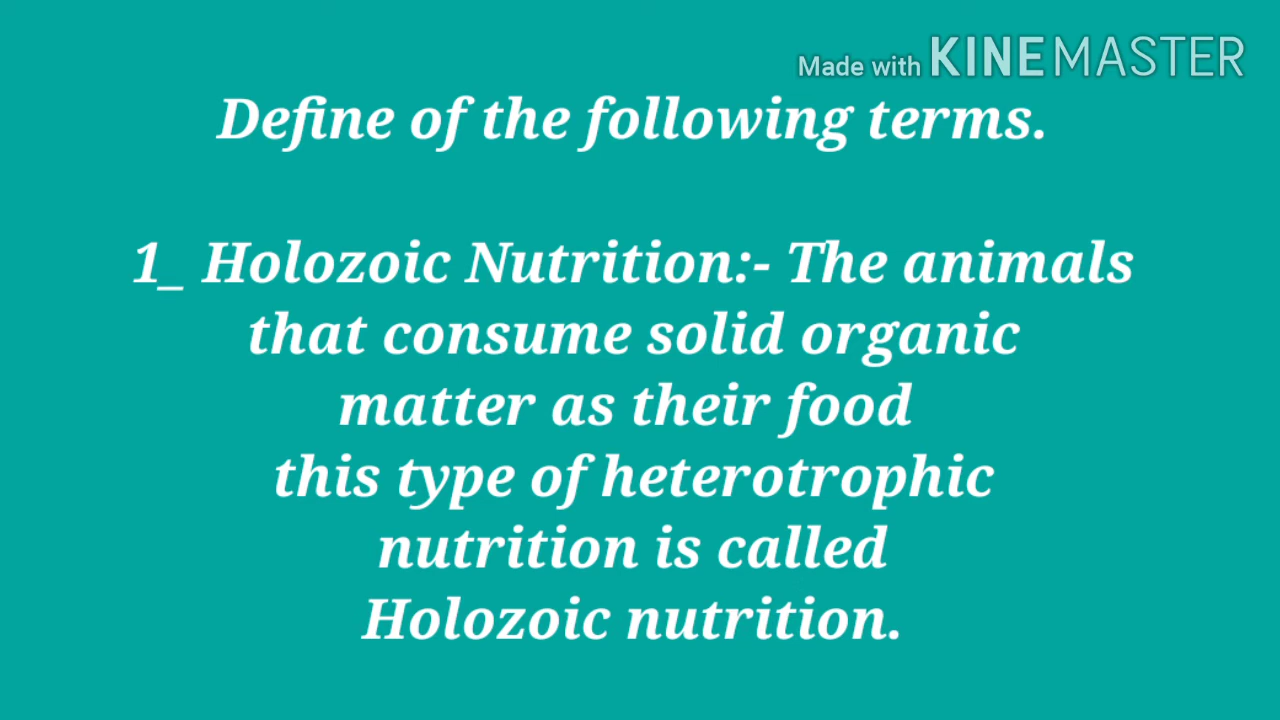 Made with KINEMASTER
Define of the following terms.
1_ Holozoic Nutrition:- The animals
that consume solid organic
matter as their food
this type of heterotrophic
nutrition is called
Holozoic nutrition.